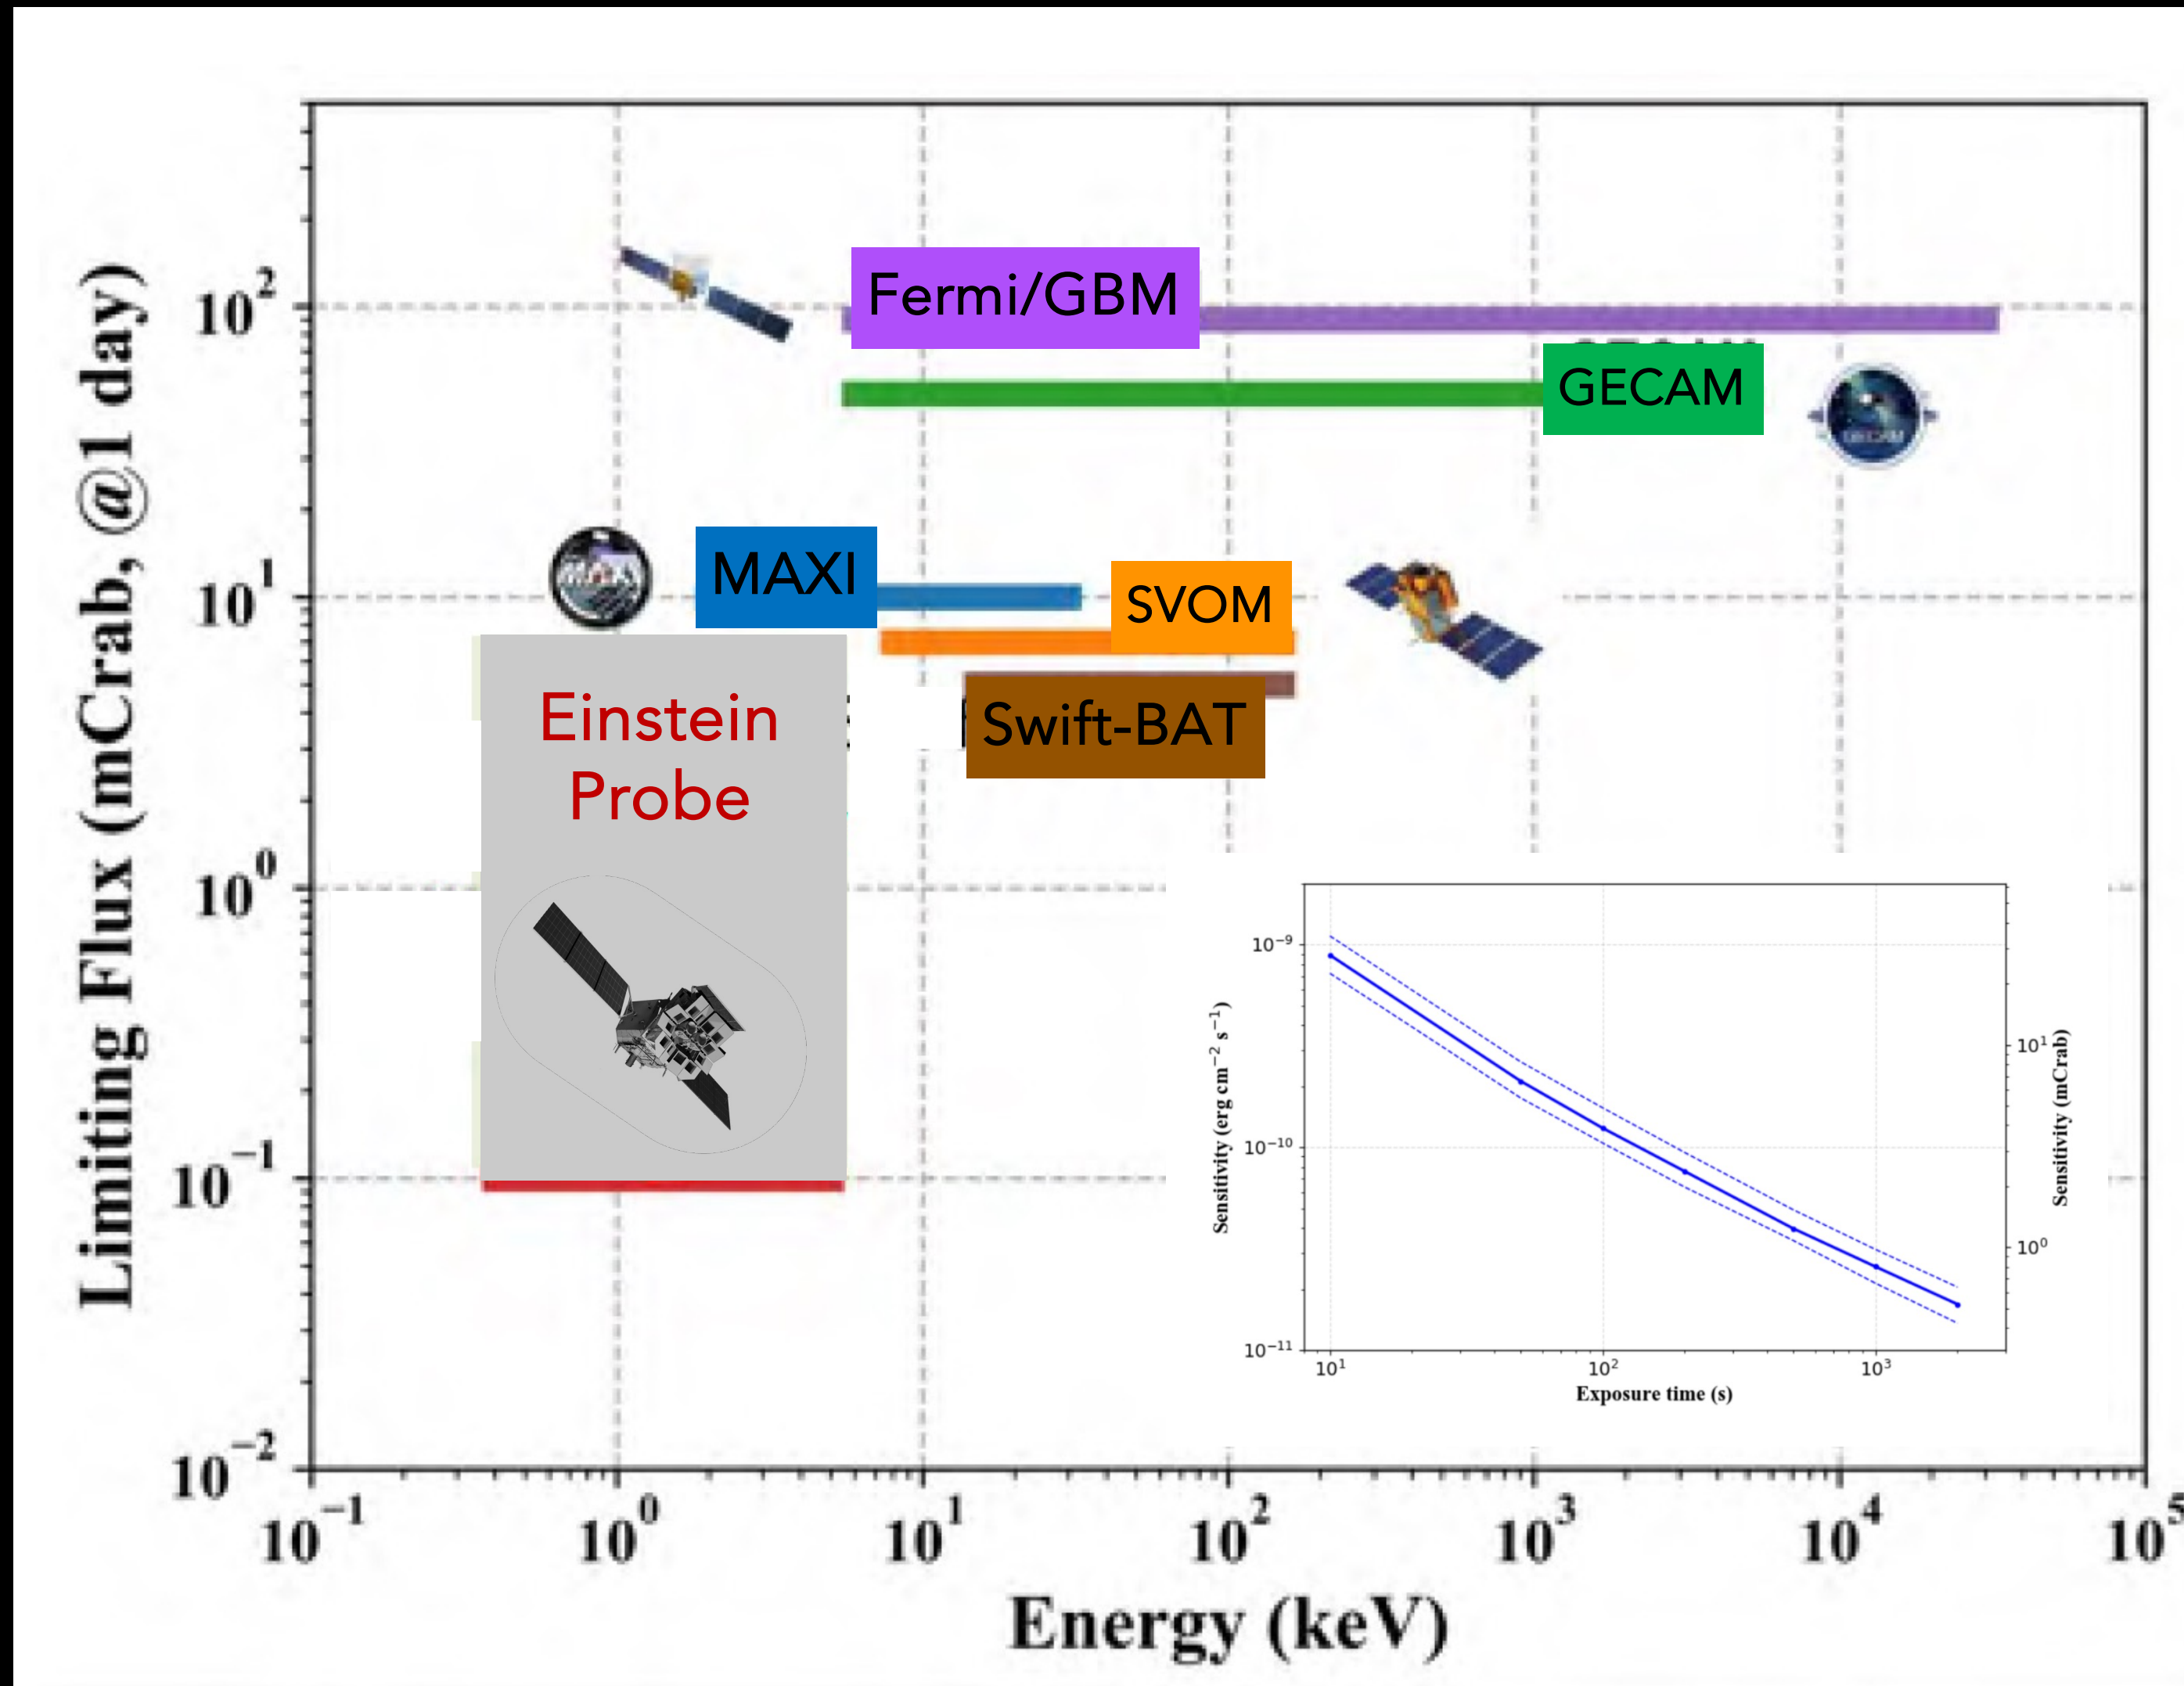 Limiting Flux (mCrab, @1 day)
10²
10¹
10⁰
10⁻¹
10⁻²
Fermi/GBM
GECAM
GECAM
MAXI
SVOM
Swift-BAT
Einstein
Probe
Sensitivity (erg cm⁻² s⁻¹)
10⁻⁹
10⁻¹⁰
10⁻¹¹
10¹
10⁰
Sensitivity (mCrab)
10¹ 10² 10³
Exposure time (s)
10⁻¹ 10⁰ 10¹ 10² 10³ 10⁴ 10⁵
Energy (keV)